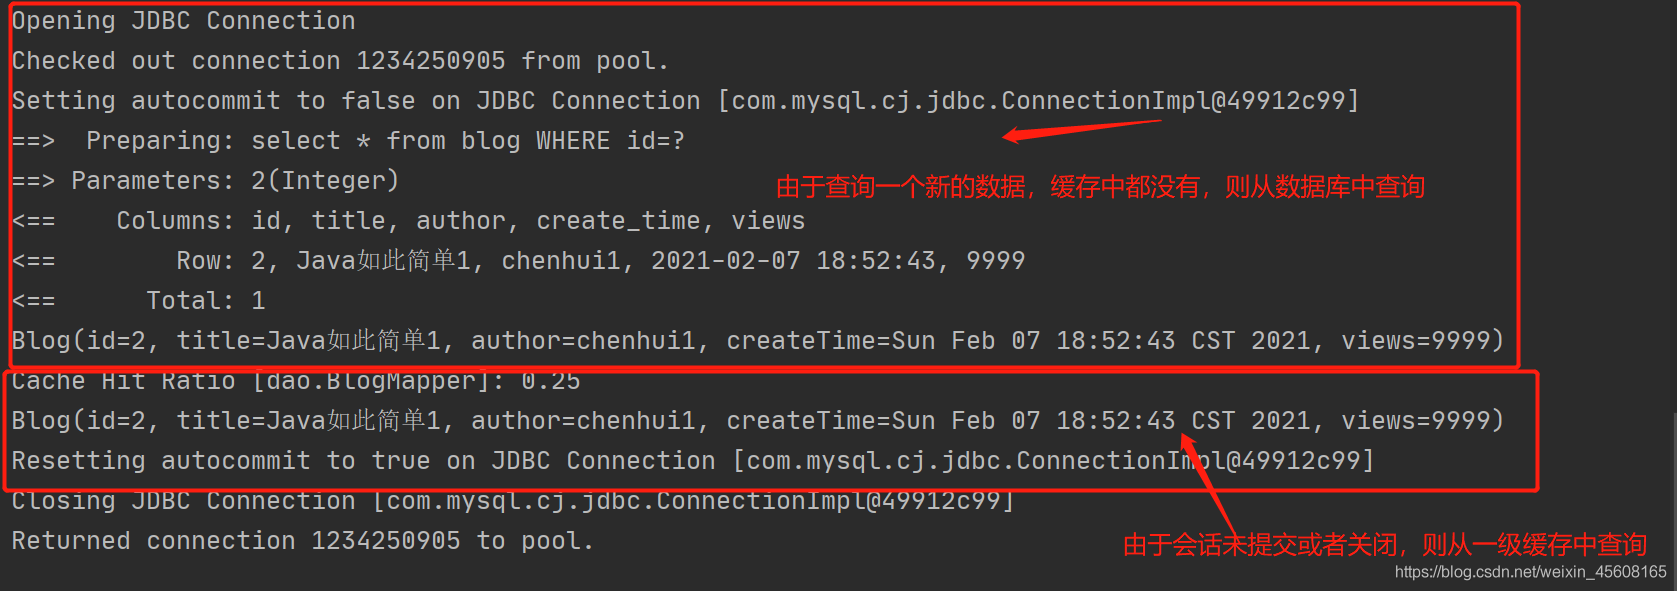 Opening JDBC Connection
Checked out connection 1234250905 from pool.
Setting autocommit to false on JDBC Connection [com.mysql.cj.jdbc.ConnectionImpl@49912c99]
==>  Preparing: select * from blog WHERE id=?
==> Parameters: 2(Integer)
由于查询一个新的数据，缓存中都没有，则从数据库中查询
<==    Columns: id, title, author, create_time, views
<==        Row: 2, Java如此简单1, chenhui1, 2021-02-07 18:52:43, 9999
<==      Total: 1
Blog(id=2, title=Java如此简单1, author=chenhui1, createTime=Sun Feb 07 18:52:43 CST 2021, views=9999)
Cache Hit Ratio [dao.BlogMapper]: 0.25
Blog(id=2, title=Java如此简单1, author=chenhui1, createTime=Sun Feb 07 18:52:43 CST 2021, views=9999)
Resetting autocommit to true on JDBC Connection [com.mysql.cj.jdbc.ConnectionImpl@49912c99]
Closing JDBC Connection [com.mysql.cj.jdbc.ConnectionImpl@49912c99]
Returned connection 1234250905 to pool.
由于会话未提交或者关闭，则从一级缓存中查询
https://blog.csdn.net/weixin_45608165